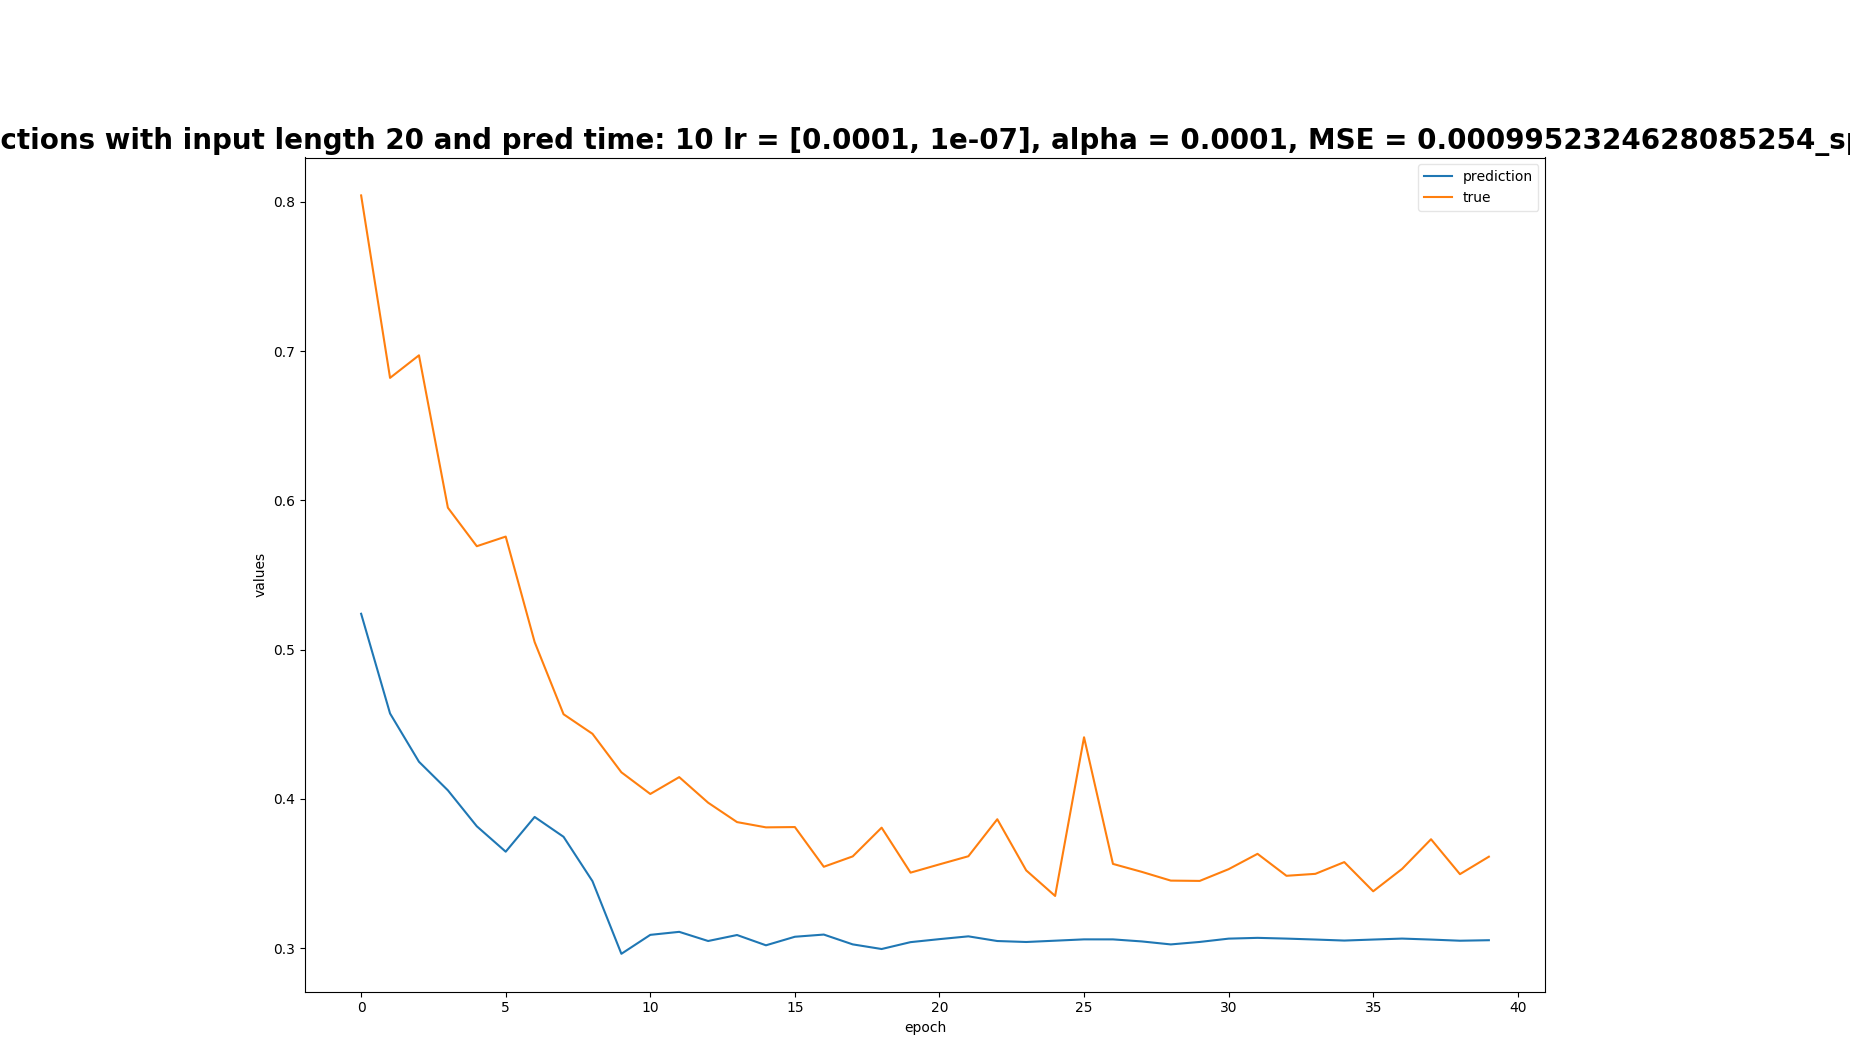 ctions with input length 20 and pred time: 10 lr = [0.0001, 1e-07], alpha = 0.0001, MSE = 0.0009952324628085254_sp
prediction
true
0.8
0.7
0.6
0.5
0.4
0.3
values
0 5 10 15 20 25 30 35 40
epoch